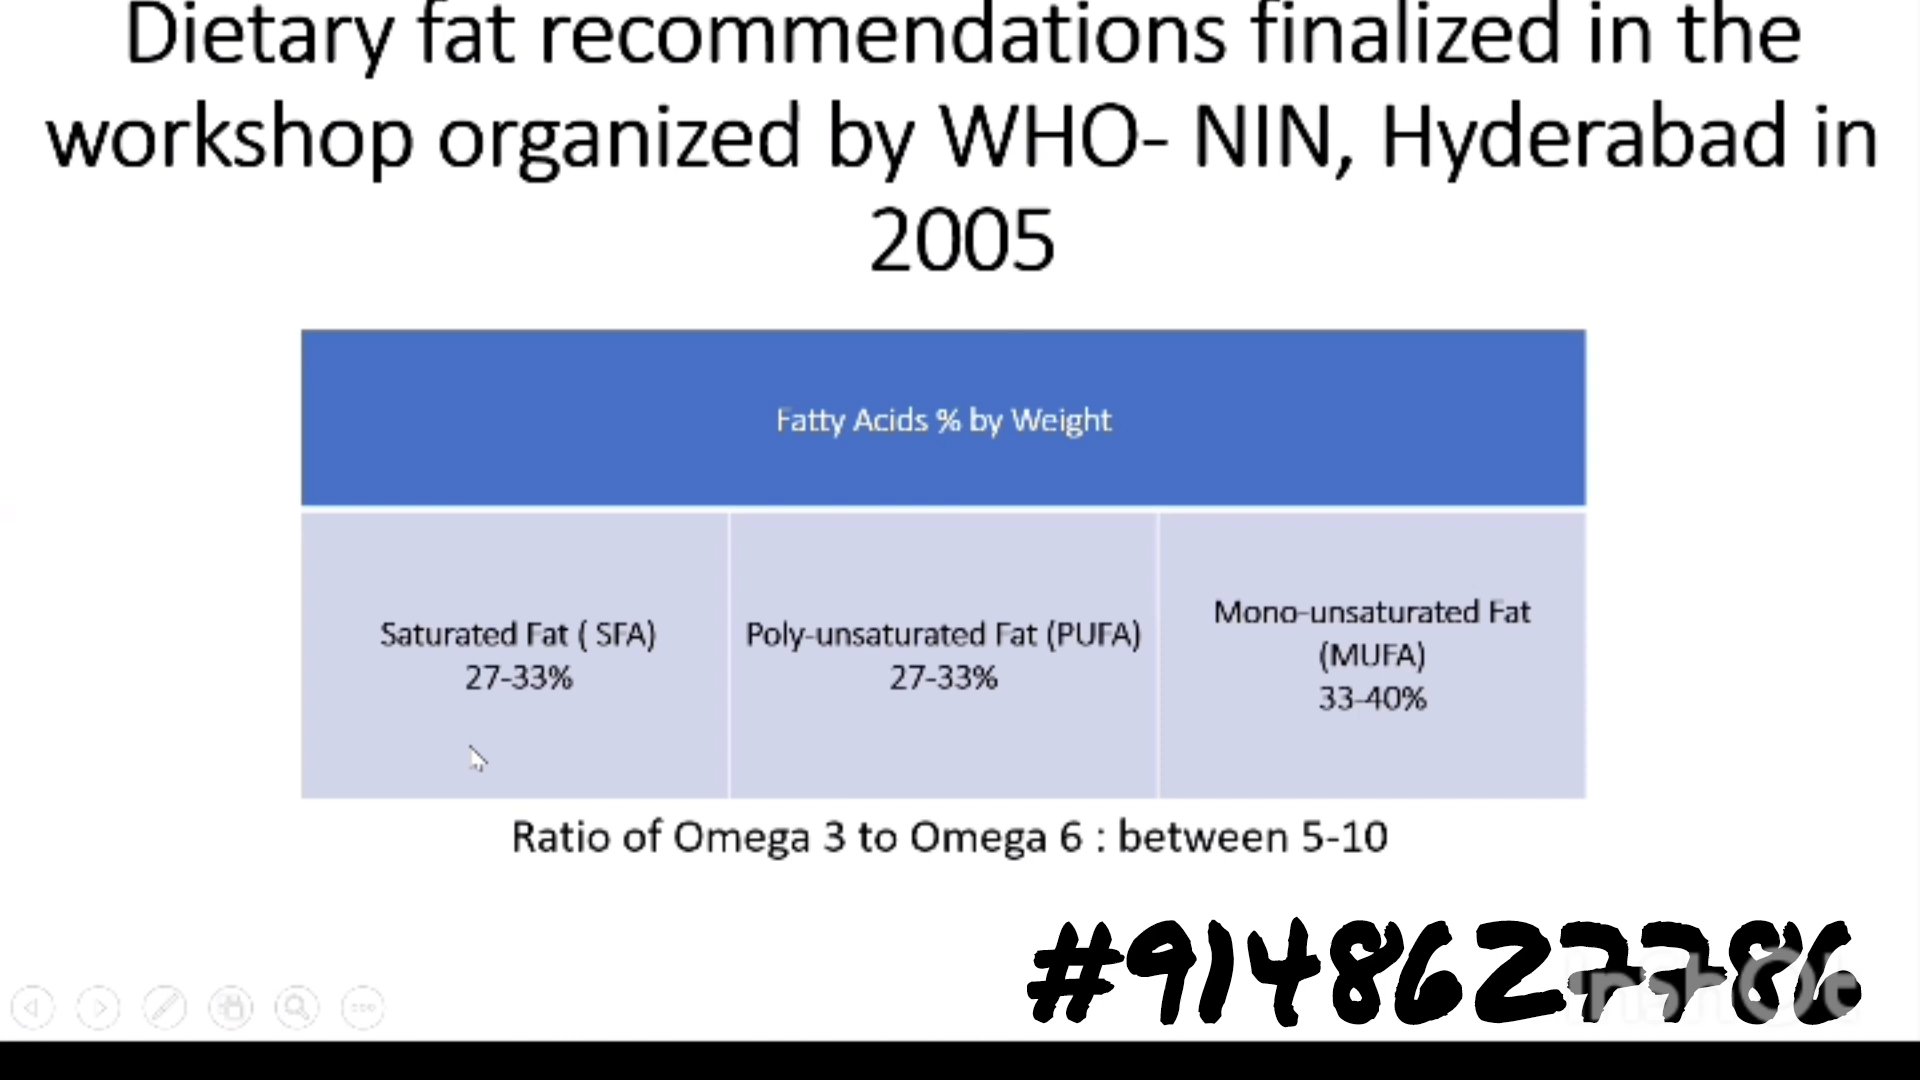 Dietary fat recommendations finalized in the
workshop organized by WHO- NIN, Hyderabad in
2005
Fatty Acids % by Weight
Saturated Fat ( SFA)
27-33%
Poly-unsaturated Fat (PUFA)
27-33%
Mono-unsaturated Fat
(MUFA)
33-40%
Ratio of Omega 3 to Omega 6 : between 5-10
#9148627786
InShOt